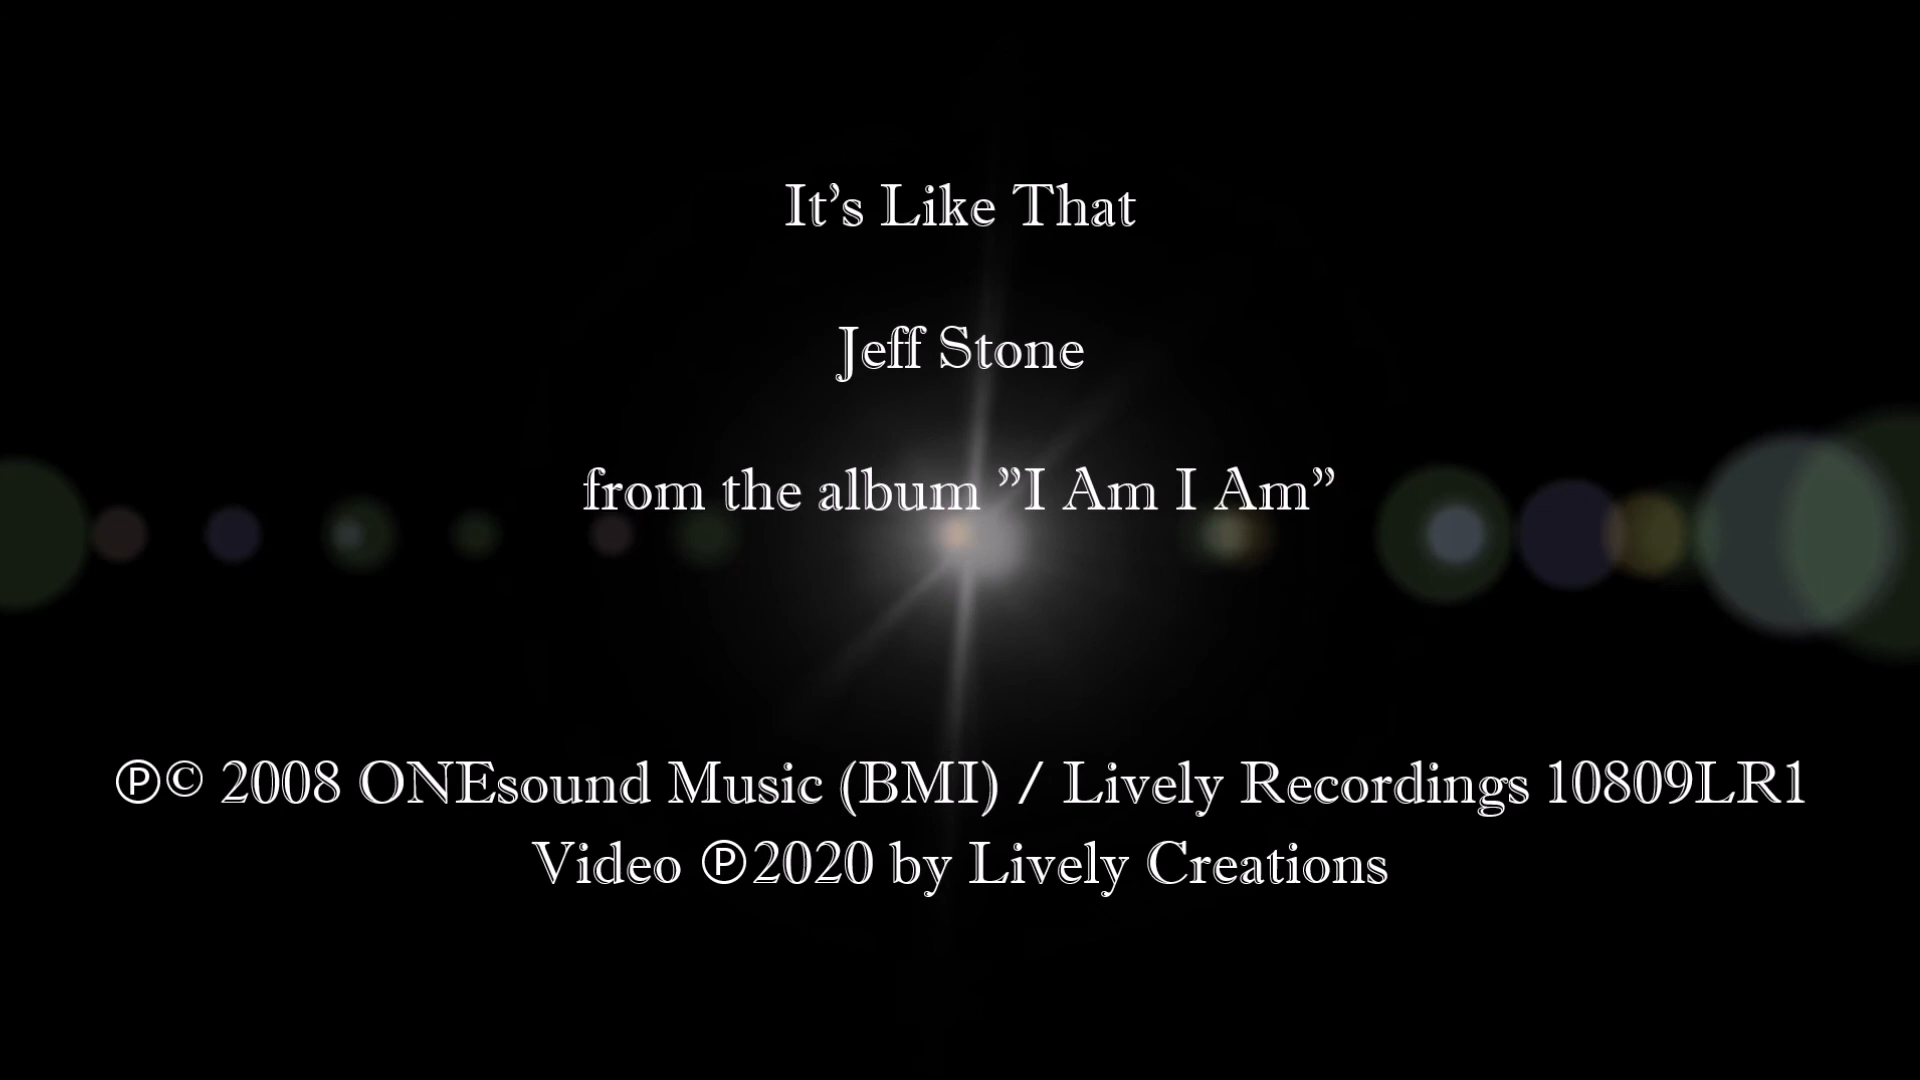 It’s Like That
Jeff Stone
from the album ”I Am I Am”
℗© 2008 ONEsound Music (BMI) / Lively Recordings 10809LR1
Video ℗2020 by Lively Creations